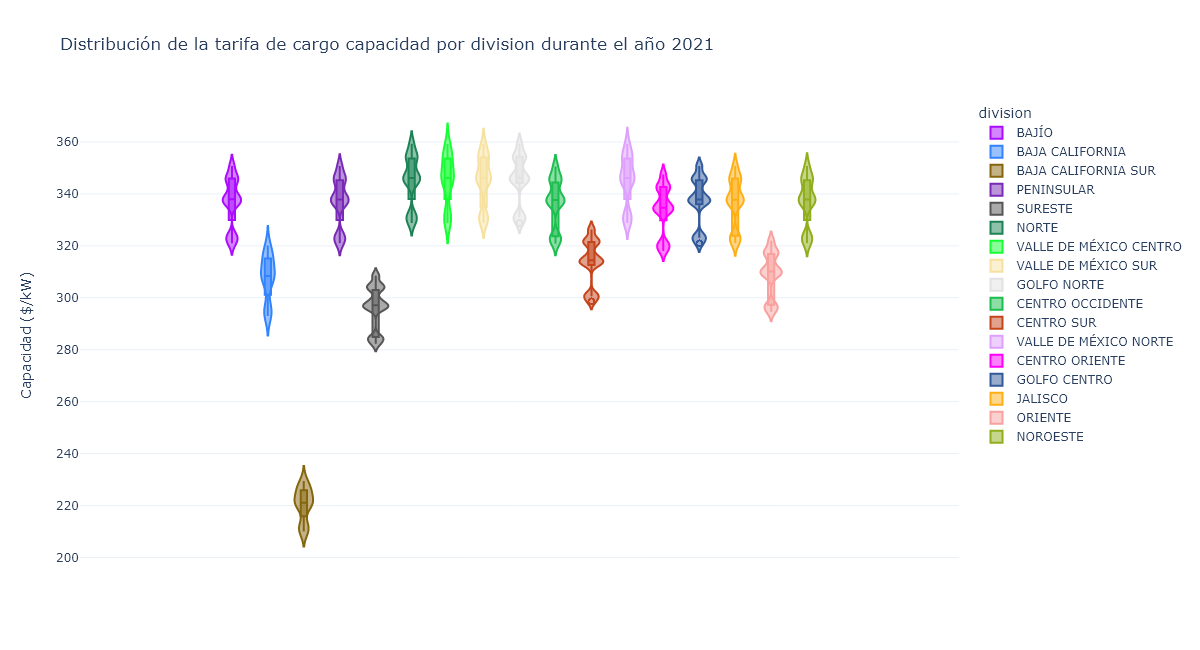 Distribución de la tarifa de cargo capacidad por division durante el año 2021
Capacidad ($/kW)
360
340
320
300
280
260
240
220
200
division
BAJÍO
BAJA CALIFORNIA
BAJA CALIFORNIA SUR
PENINSULAR
SURESTE
NORTE
VALLE DE MÉXICO CENTRO
VALLE DE MÉXICO SUR
GOLFO NORTE
CENTRO OCCIDENTE
CENTRO SUR
VALLE DE MÉXICO NORTE
CENTRO ORIENTE
GOLFO CENTRO
JALISCO
ORIENTE
NOROESTE